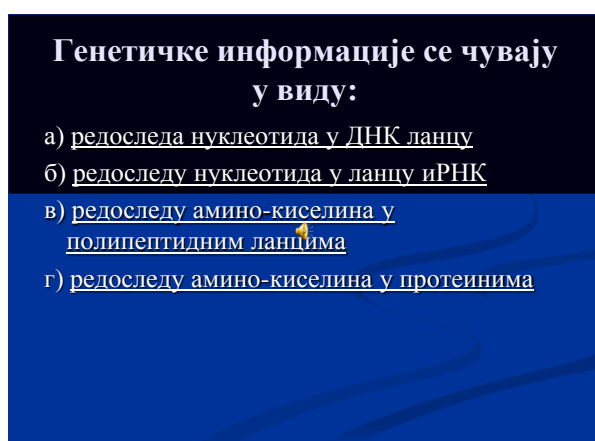 Генетичке информације се чувају
у виду:
а) редоследа нуклеотида у ДНК ланцу
б) редоследу нуклеотида у ланцу иРНК
в) редоследу амино-киселина у
полипептидним ланцима
г) редоследу амино-киселина у протеинима